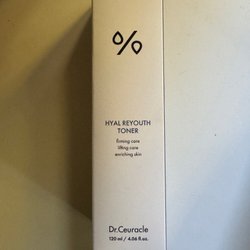 HYAL REYOUTH
TONER
firming care
lifting care
enriching skin
Dr.Ceuracle
120 ml / 4.06 fl.oz.